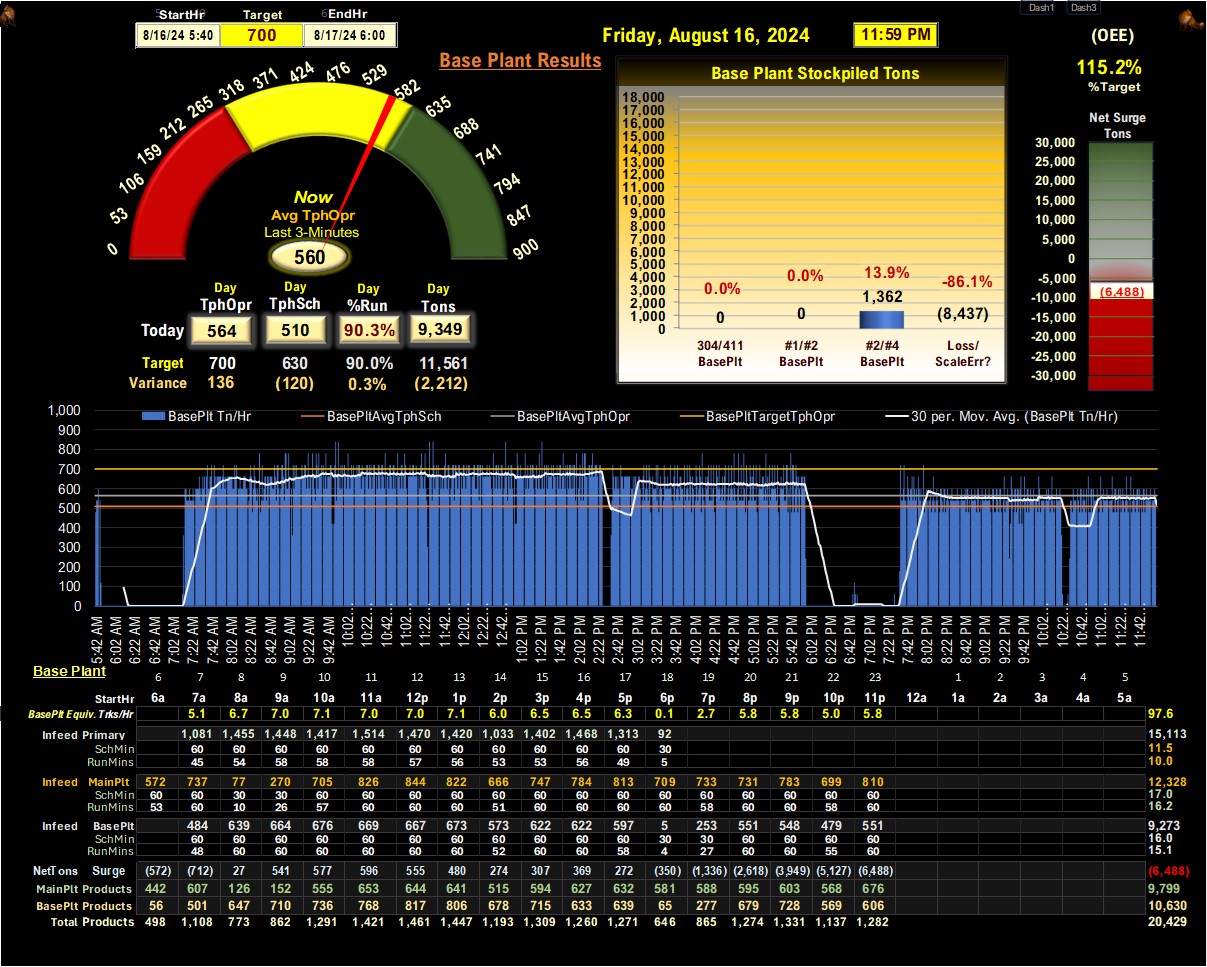 StartHr Target EndHr
8/16/24 5:40 700 8/17/24 6:00
Friday, August 16, 2024 11:59 PM
Dash1 Dash3
(OEE)
115.2%
%Target
Base Plant Results
0 53 106 159 212 265 318 371 424 476 529 582 635 688 741 794 847 900
Now
Avg TphOpr
Last 3-Minutes
560
Day Day Day Day
TphOpr TphSch %Run Tons
Today 564 510 90.3% 9,349
Target 700 630 90.0% 11,561
Variance 136 (120) 0.3% (2,212)
Base Plant Stockpiled Tons
18,000
17,000
16,000
15,000
14,000
13,000
12,000
11,000
10,000
9,000
8,000
7,000
6,000
5,000
4,000
3,000
2,000
1,000
0
0.0% 0.0% 13.9% -86.1%
0 0 1,362 (8,437)
304/411 #1/#2 #2/#4 Loss/
BasePlt BasePlt BasePlt ScaleErr?
Net Surge
Tons
30,000
25,000
20,000
15,000
10,000
5,000
0
-5,000
-10,000
-15,000
-20,000
-25,000
-30,000
(6,488)
BasePlt Tn/Hr BasePltAvgTphSch BasePltAvgTphOpr BasePltTargetTphOpr 30 per. Mov. Avg. (BasePlt Tn/Hr)
1,000
900
800
700
600
500
400
300
200
100
0
5:42 AM 6:02 AM 6:22 AM 6:42 AM 7:02 AM 7:22 AM 7:42 AM 8:02 AM 8:22 AM 8:42 AM 9:02 AM 9:22 AM 9:42 AM 10:02… 10:22… 10:42… 11:02… 11:22… 11:42… 12:02… 12:22… 12:42… 1:02 PM 1:22 PM 1:42 PM 2:02 PM 2:22 PM 2:42 PM 3:02 PM 3:22 PM 3:42 PM 4:02 PM 4:22 PM 4:42 PM 5:02 PM 5:22 PM 5:42 PM 6:02 PM 6:22 PM 6:42 PM 7:02 PM 7:22 PM 7:42 PM 8:02 PM 8:22 PM 8:42 PM 9:02 PM 9:22 PM 9:42 PM 10:02… 10:22… 10:42… 11:02… 11:22… 11:42…
Base Plant
6 7 8 9 10 11 12 13 14 15 16 17 18 19 20 21 22 23 1 2 3 4 5
StartHr 6a 7a 8a 9a 10a 11a 12p 1p 2p 3p 4p 5p 6p 7p 8p 9p 10p 11p 12a 1a 2a 3a 4a 5a
BasePlt Equiv. Trks/Hr 5.1 6.7 7.0 7.1 7.0 7.0 7.1 6.0 6.5 6.5 6.3 0.1 2.7 5.8 5.8 5.0 5.8 97.6
Infeed Primary 1,081 1,455 1,448 1,417 1,514 1,470 1,420 1,033 1,402 1,468 1,313 92 15,113
SchMin 60 60 60 60 60 60 60 60 60 60 60 30 11.5
RunMins 45 54 58 58 58 57 56 53 53 56 49 5 10.0
Infeed MainPlt 572 737 77 270 705 826 844 822 666 747 784 813 709 733 731 783 699 810 12,328
SchMin 60 60 30 30 60 60 60 60 60 60 60 60 60 60 60 60 60 60 17.0
RunMins 53 60 10 26 57 60 60 60 51 60 60 60 60 58 60 60 58 60 16.2
Infeed BasePlt 484 639 664 676 669 667 673 573 622 622 597 5 253 551 548 479 551 9,273
SchMin 60 60 60 60 60 60 60 60 60 60 60 30 30 60 60 60 60 16.0
RunMins 48 60 60 60 60 60 60 52 60 60 58 4 27 60 60 55 60 15.1
NetTons Surge (572) (712) 27 541 577 596 555 480 274 307 369 272 (350) (1,336) (2,618) (3,949) (5,127) (6,488) (6,488)
MainPlt Products 442 607 126 152 555 653 644 641 515 594 627 632 581 588 595 603 568 676 9,799
BasePlt Products 56 501 647 710 736 768 817 806 678 715 633 639 65 277 679 728 569 606 10,630
Total Products 498 1,108 773 862 1,291 1,421 1,461 1,447 1,193 1,309 1,260 1,271 646 865 1,274 1,331 1,137 1,282 20,429